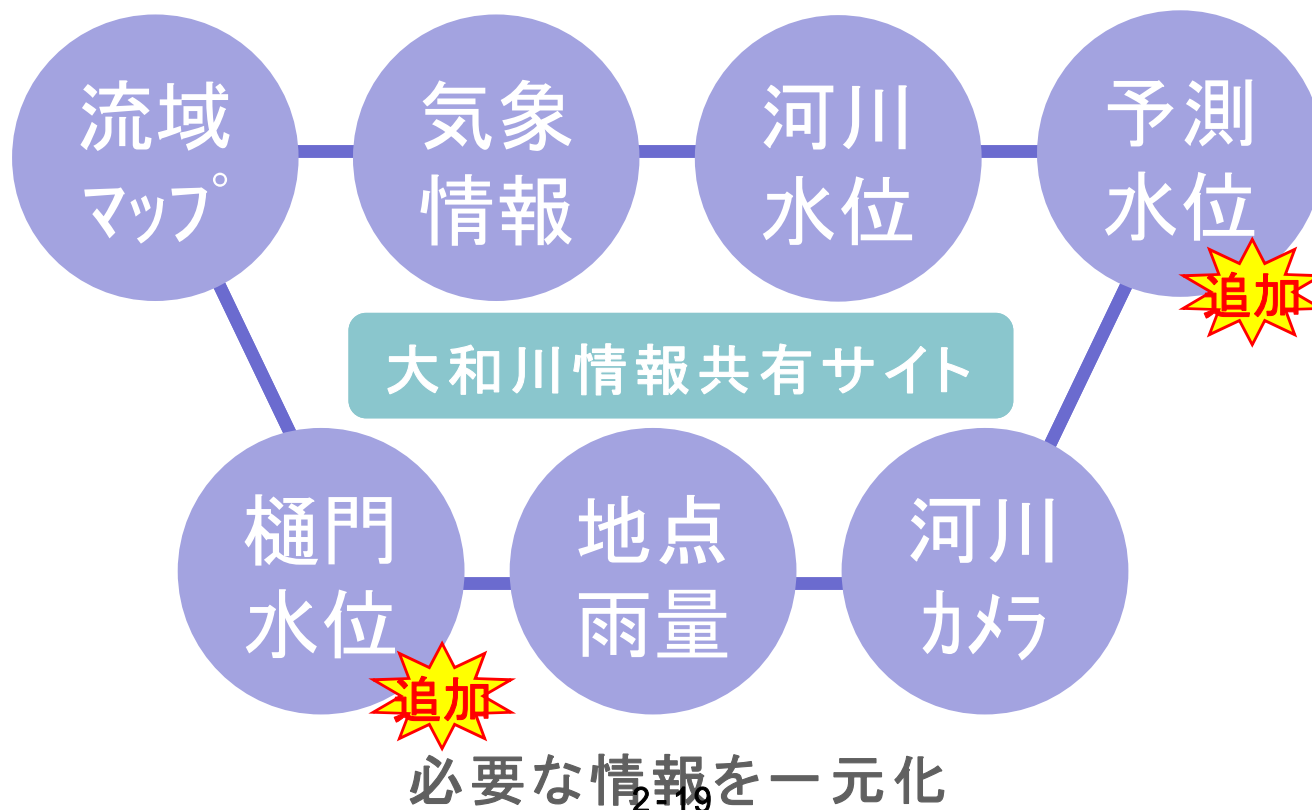 流域
マップ
気象
情報
河川
水位
予測
水位
追加
大和川情報共有サイト
樋門
水位
追加
地点
雨量
河川
カメラ
必要な情報を一元化
2-19